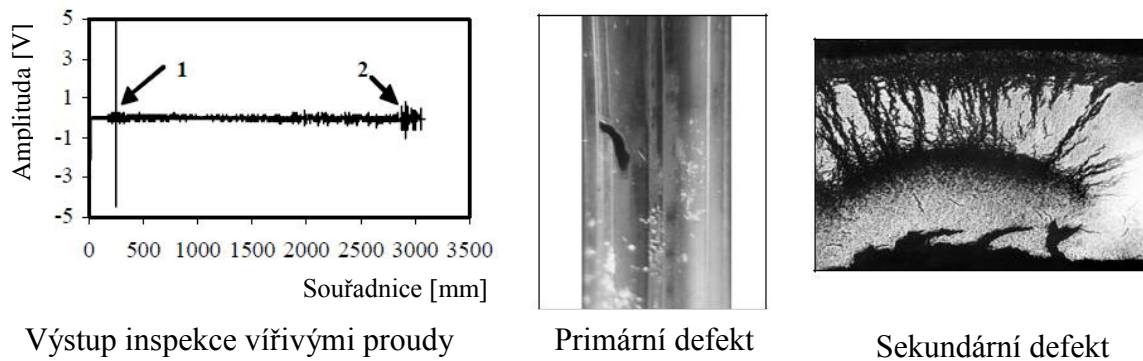 Amplituda [V]
5
3
1
-1
-3
-5
1
2
0 500 1000 1500 2000 2500 3000 3500
Souřadnice [mm]
Výstup inspekce vířivými proudy
Primární defekt
Sekundární defekt